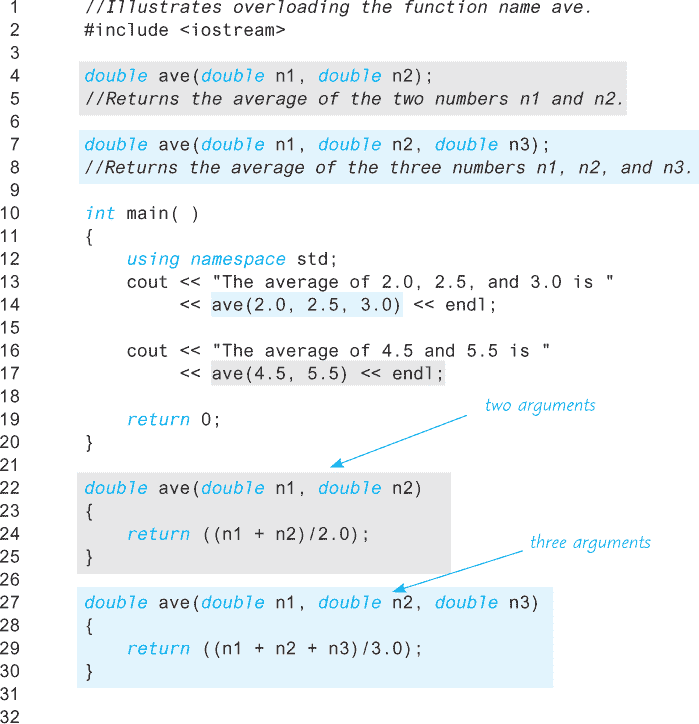 1 //Illustrates overloading the function name ave.
2 #include <iostream>
3
4 double ave(double n1, double n2);
5 //Returns the average of the two numbers n1 and n2.
6
7 double ave(double n1, double n2, double n3);
8 //Returns the average of the three numbers n1, n2, and n3.
9
10 int main( )
11 {
12     using namespace std;
13     cout << "The average of 2.0, 2.5, and 3.0 is "
14          << ave(2.0, 2.5, 3.0) << endl;
15
16     cout << "The average of 4.5 and 5.5 is "
17          << ave(4.5, 5.5) << endl;
18
two arguments
19     return 0;
20 }
21
22 double ave(double n1, double n2)
23 {
24     return ((n1 + n2)/2.0);
three arguments
25 }
26
27 double ave(double n1, double n2, double n3)
28 {
29     return ((n1 + n2 + n3)/3.0);
30 }
31
32